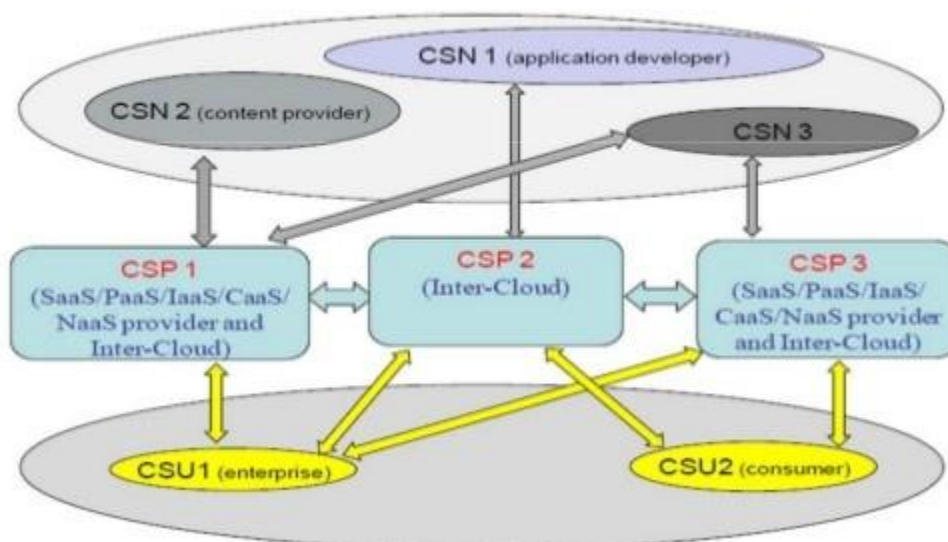 CSN 1 (application developer)
CSN 2 (content provider)
CSN 3
CSP 1
(SaaS/PaaS/IaaS/CaaS/
NaaS provider and
Inter-Cloud)
CSP 2
(Inter-Cloud)
CSP 3
(SaaS/PaaS/IaaS/
CaaS/NaaS provider
and Inter-Cloud)
CSU1 (enterprise)
CSU2 (consumer)